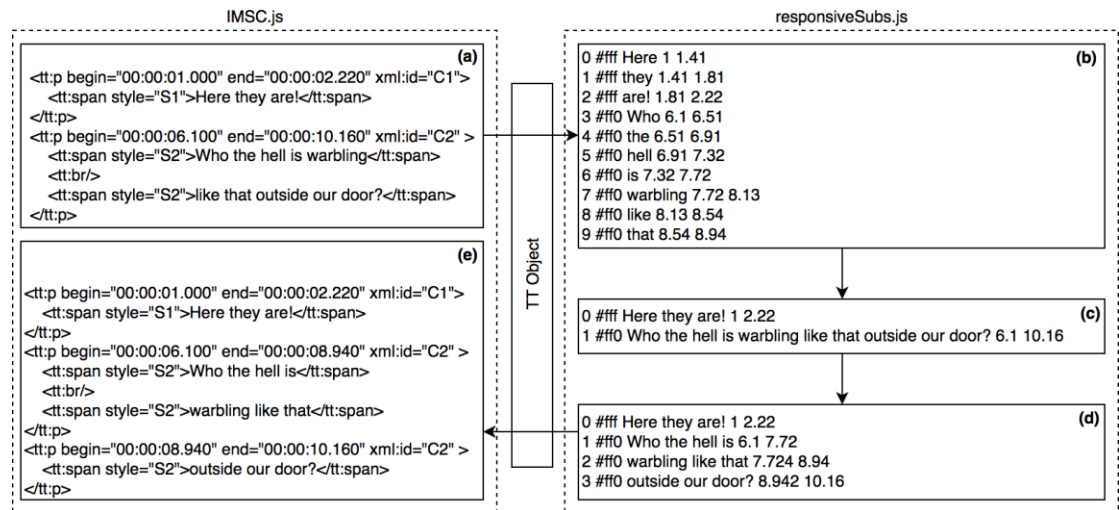 IMSC.js
(a)
<tt:p begin="00:00:01.000" end="00:00:02.220" xml:id="C1">
<tt:span style="S1">Here they are!</tt:span>
</tt:p>
<tt:p begin="00:00:06.100" end="00:00:10.160" xml:id="C2" >
<tt:span style="S2">Who the hell is warbling</tt:span>
<tt:br/>
<tt:span style="S2">like that outside our door?</tt:span>
</tt:p>
(e)
<tt:p begin="00:00:01.000" end="00:00:02.220" xml:id="C1">
<tt:span style="S1">Here they are!</tt:span>
</tt:p>
<tt:p begin="00:00:06.100" end="00:00:08.940" xml:id="C2" >
<tt:span style="S2">Who the hell is</tt:span>
<tt:br/>
<tt:span style="S2">warbling like that</tt:span>
</tt:p>
<tt:p begin="00:00:08.940" end="00:00:10.160" xml:id="C2" >
<tt:span style="S2">outside our door?</tt:span>
</tt:p>
TT Object
responsiveSubs.js
(b)
0 #fff Here 1 1.41
1 #fff they 1.41 1.81
2 #fff are! 1.81 2.22
3 #ff0 Who 6.1 6.51
4 #ff0 the 6.51 6.91
5 #ff0 hell 6.91 7.32
6 #ff0 is 7.32 7.72
7 #ff0 warbling 7.72 8.13
8 #ff0 like 8.13 8.54
9 #ff0 that 8.54 8.94
(c)
0 #fff Here they are! 1 2.22
1 #ff0 Who the hell is warbling like that outside our door? 6.1 10.16
(d)
0 #fff Here they are! 1 2.22
1 #ff0 Who the hell is 6.1 7.72
2 #ff0 warbling like that 7.724 8.94
3 #ff0 outside our door? 8.942 10.16